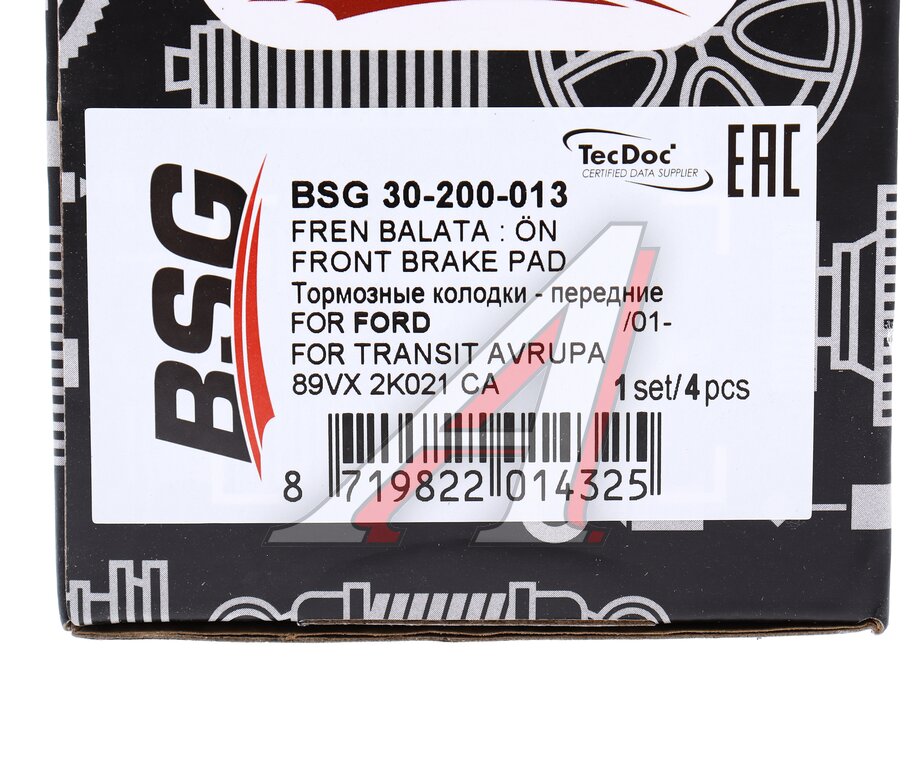 BSG
TecDoc
CERTIFIED DATA SUPPLIER
EAC
BSG 30-200-013
FREN BALATA : ÖN
FRONT BRAKE PAD
Тормозные колодки - передние
FOR FORD /01-
FOR TRANSIT AVRUPA
89VX 2K021 CA 1 set/4 pcs
8 719822 014325